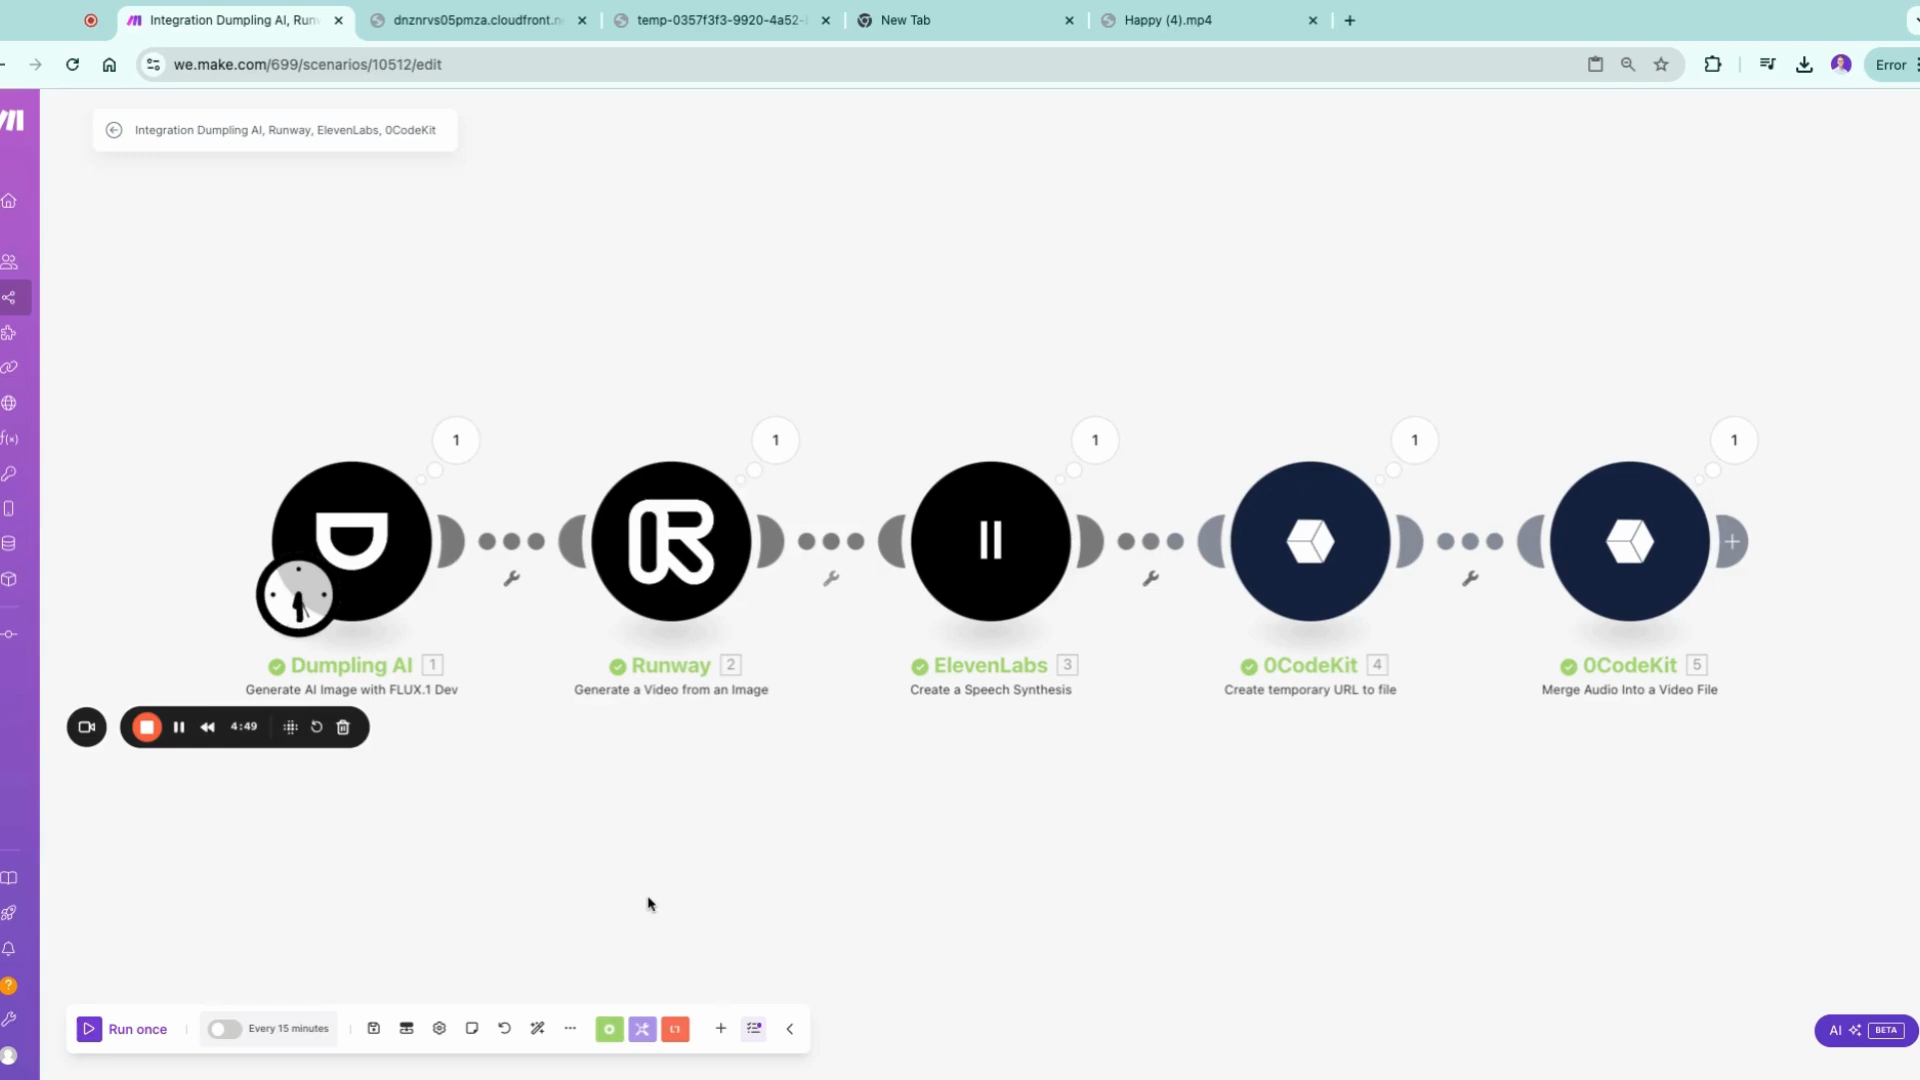 Integration Dumpling AI, Run
dnznrvs05pmza.cloudfront.n
temp-0357f3f3-9920-4a52-
New Tab
Happy (4).mp4
we.make.com/699/scenarios/10512/edit
Error
Integration Dumpling AI, Runway, ElevenLabs, 0CodeKit
f(x)
1
1
1
1
1
Dumpling AI 1
Generate AI Image with FLUX.1 Dev
Runway 2
Generate a Video from an Image
ElevenLabs 3
Create a Speech Synthesis
0CodeKit 4
Create temporary URL to file
0CodeKit 5
Merge Audio Into a Video File
4:49
Run once
Every 15 minutes
AI BETA